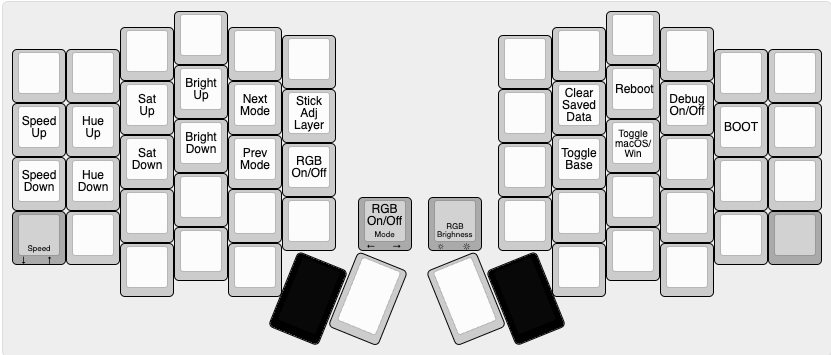 Speed
Up
Hue
Up
Sat
Up
Bright
Up
Next
Mode
Stick
Adj
Layer
Speed
Down
Hue
Down
Sat
Down
Bright
Down
Prev
Mode
RGB
On/Off
Speed
↓ ↑
RGB
On/Off
Mode
← →
RGB
Brighness
☼ ☼
Clear
Saved
Data
Reboot
Debug
On/Off
BOOT
Toggle
Base
Toggle
macOS/
Win